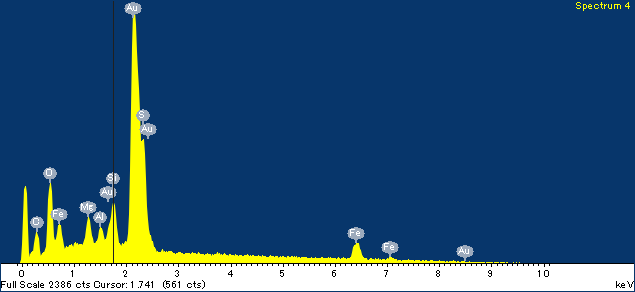 Spectrum 4
Au
S
Au
O
Si
Au
Mg
Fe
Al
C
Fe
Fe
Au
0 1 2 3 4 5 6 7 8 9 10
Full Scale 2386 cts Cursor: 1.741 (561 cts) keV